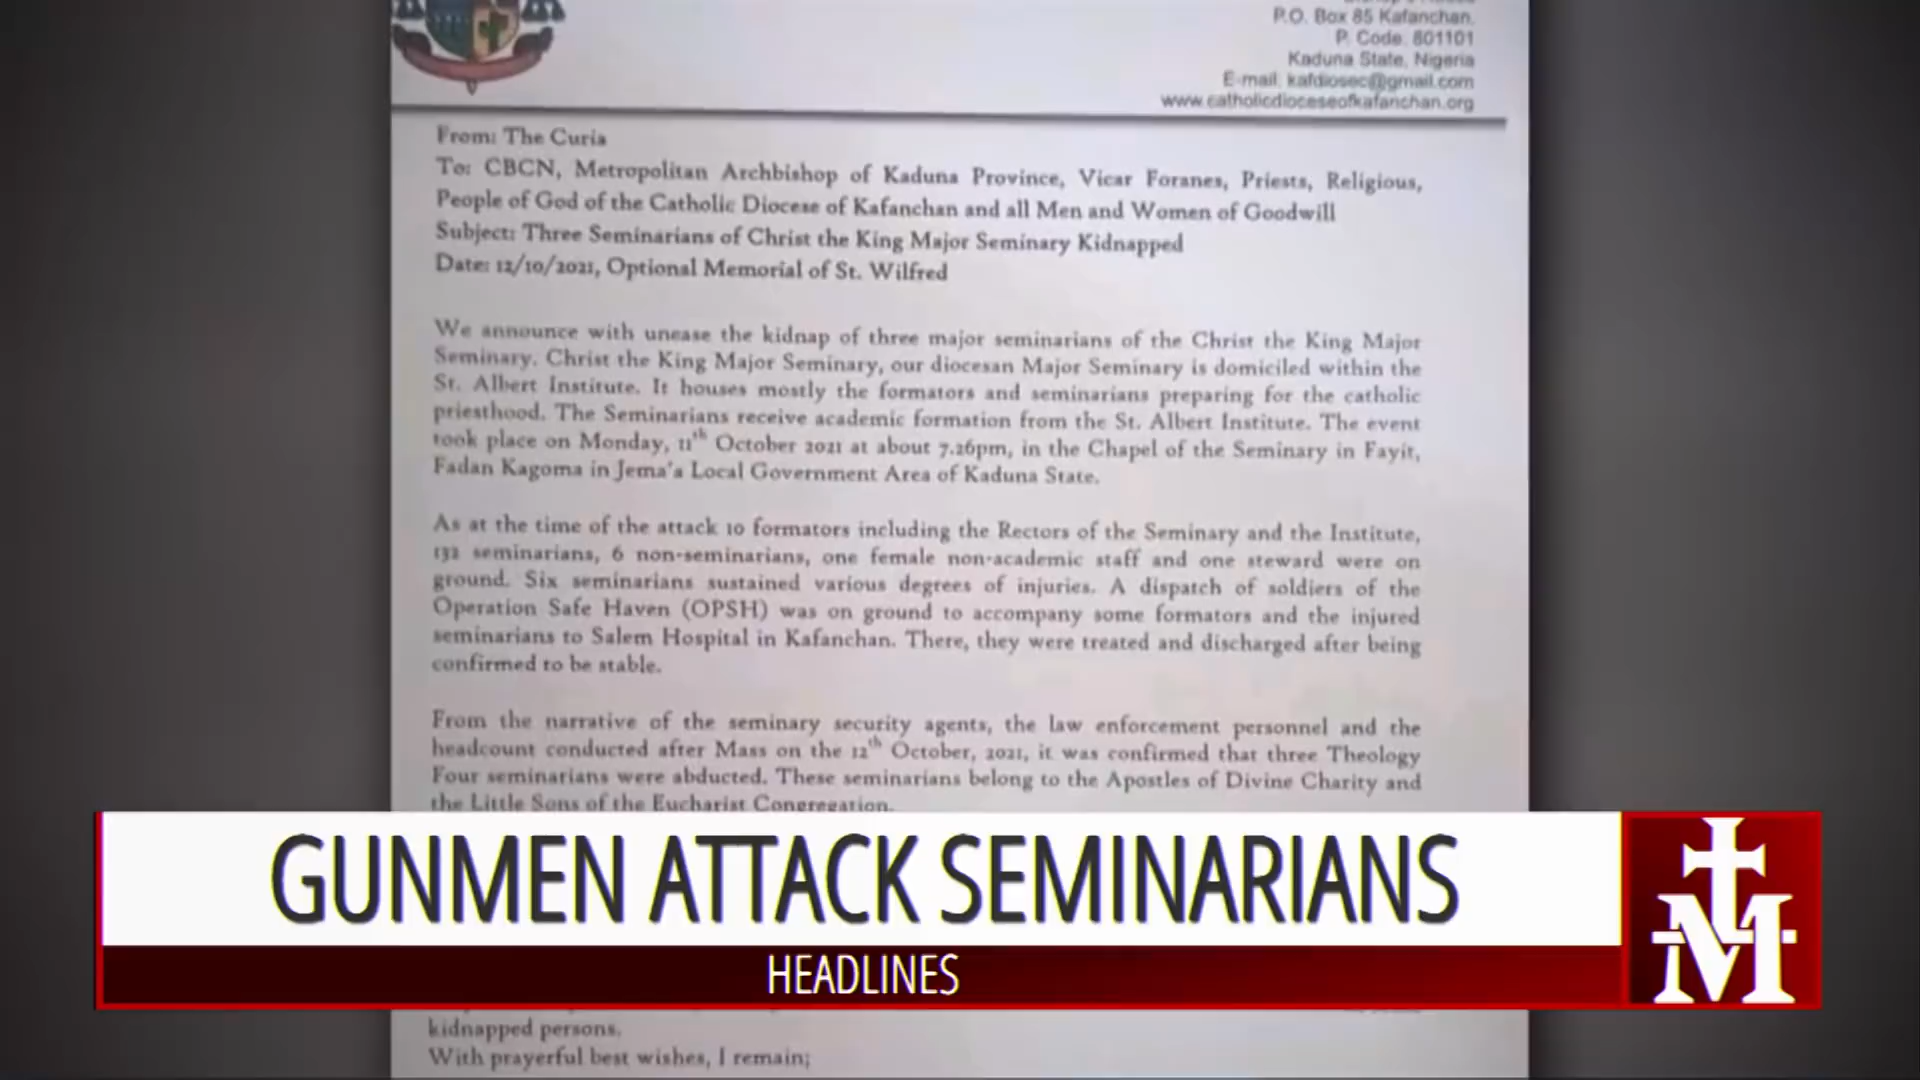 P.O. Box 85 Kafanchan.
P. Code. 801101
Kaduna State, Nigeria
E-mail: kafdiosec@gmail.com
www.catholicdioceseofkafanchan.org
From: The Curia
To: CBCN, Metropolitan Archbishop of Kaduna Province, Vicar Foranes, Priests, Religious,
People of God of the Catholic Diocese of Kafanchan and all Men and Women of Goodwill
Subject: Three Seminarians of Christ the King Major Seminary Kidnapped
Date: 12/10/2021, Optional Memorial of St. Wilfred
We announce with unease the kidnap of three major seminarians of the Christ the King Major
Seminary. Christ the King Major Seminary, our diocesan Major Seminary is domiciled within the
St. Albert Institute. It houses mostly the formators and seminarians preparing for the catholic
priesthood. The Seminarians receive academic formation from the St. Albert Institute. The event
took place on Monday, 11th October 2021 at about 7.26pm, in the Chapel of the Seminary in Fayit,
Fadan Kagoma in Jema'a Local Government Area of Kaduna State.
As at the time of the attack 10 formators including the Rectors of the Seminary and the Institute,
132 seminarians, 6 non-seminarians, one female non-academic staff and one steward were on
ground. Six seminarians sustained various degrees of injuries. A dispatch of soldiers of the
Operation Safe Haven (OPSH) was on ground to accompany some formators and the injured
seminarians to Salem Hospital in Kafanchan. There, they were treated and discharged after being
confirmed to be stable.
From the narrative of the seminary security agents, the law enforcement personnel and the
headcount conducted after Mass on the 12th October, 2021, it was confirmed that three Theology
Four seminarians were abducted. These seminarians belong to the Apostles of Divine Charity and
the Little Sons of the Eucharist Congregation.
GUNMEN ATTACK SEMINARIANS
HEADLINES
kidnapped persons.
With prayerful best wishes, I remain;